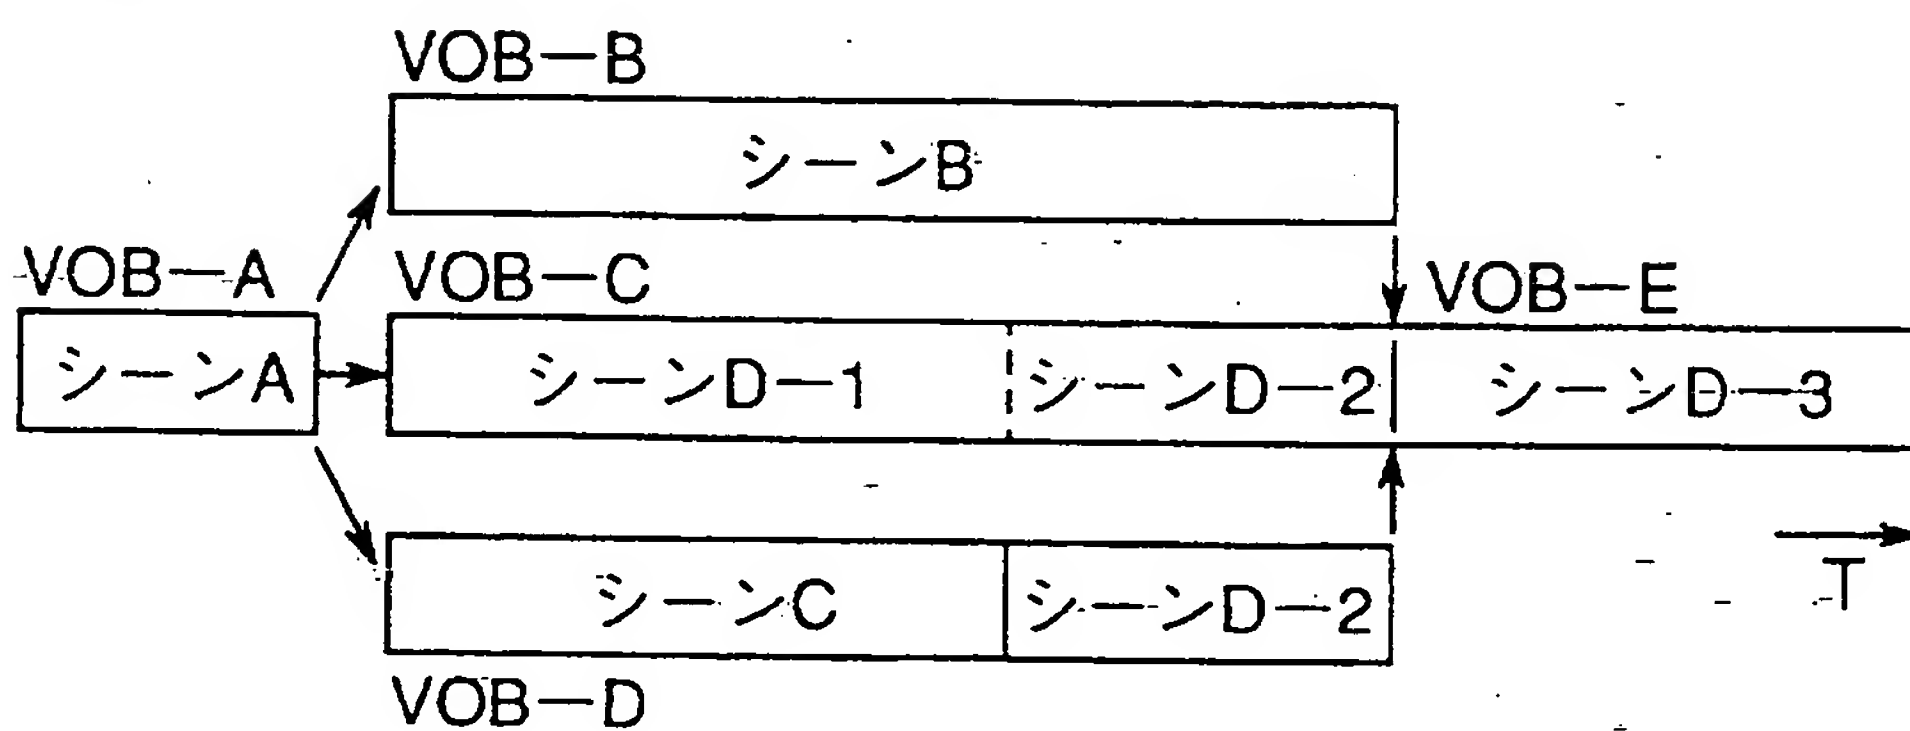 VOB—B
シーンB
VOB—A
VOB—C
VOB—E
シーンA
シーンD—1
シーンD—2
シーンD—3
T
シーンC
シーンD—2
VOB—D